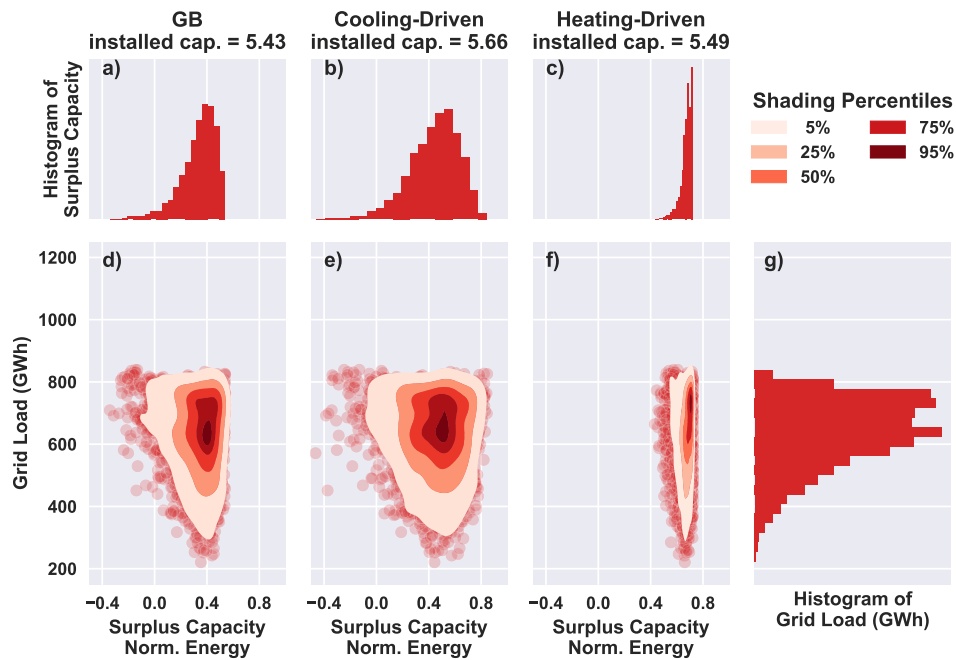 GB
installed cap. = 5.43
Cooling-Driven
installed cap. = 5.66
Heating-Driven
installed cap. = 5.49
Histogram of
Surplus Capacity
a)
b)
c)
Shading Percentiles
5%
25%
50%
75%
95%
Grid Load (GWh)
1200
1000
800
600
400
200
d)
e)
f)
g)
−0.4 0.0 0.4 0.8
−0.4 0.0 0.4 0.8
−0.4 0.0 0.4 0.8
Surplus Capacity
Norm. Energy
Surplus Capacity
Norm. Energy
Surplus Capacity
Norm. Energy
Histogram of
Grid Load (GWh)